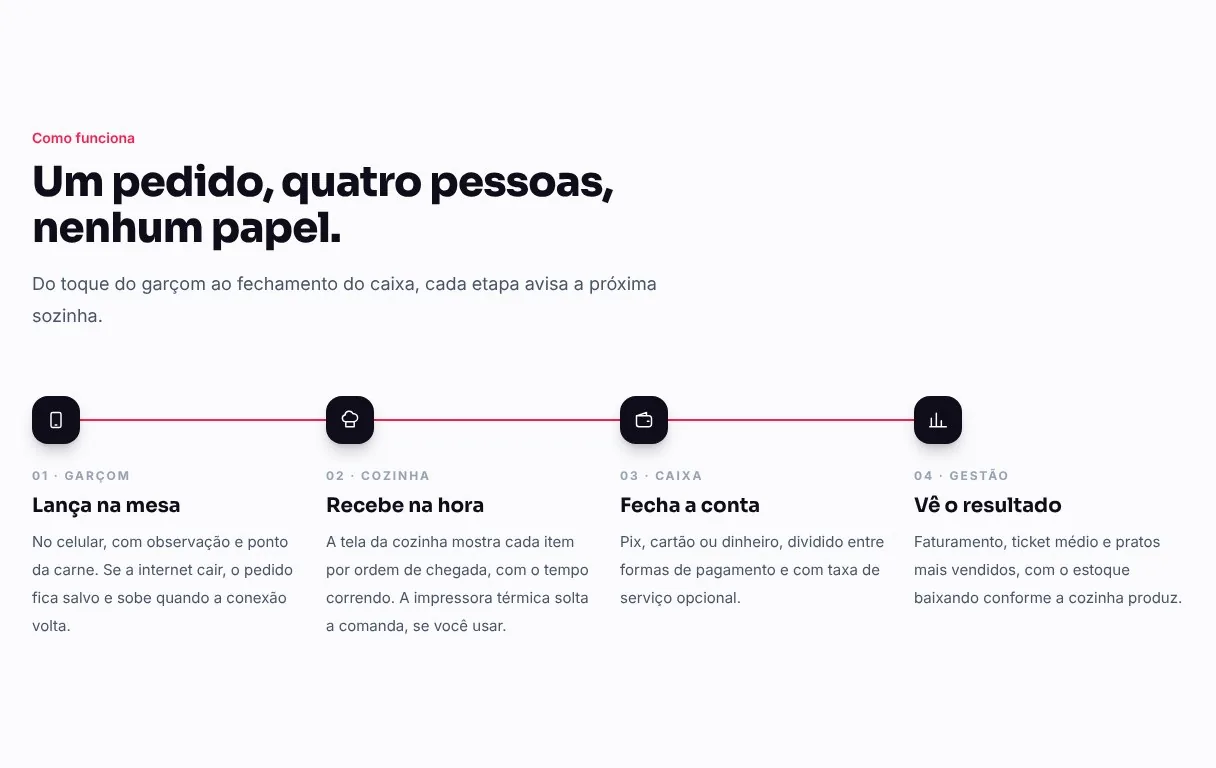 Como funciona
Um pedido, quatro pessoas,
nenhum papel.
Do toque do garçom ao fechamento do caixa, cada etapa avisa a próxima
sozinha.
01 · GARÇOM
Lança na mesa
No celular, com observação e ponto
da carne. Se a internet cair, o pedido
fica salvo e sobe quando a conexão
volta.
02 · COZINHA
Recebe na hora
A tela da cozinha mostra cada item
por ordem de chegada, com o tempo
correndo. A impressora térmica solta
a comanda, se você usar.
03 · CAIXA
Fecha a conta
Pix, cartão ou dinheiro, dividido entre
formas de pagamento e com taxa de
serviço opcional.
04 · GESTÃO
Vê o resultado
Faturamento, ticket médio e pratos
mais vendidos, com o estoque
baixando conforme a cozinha produz.